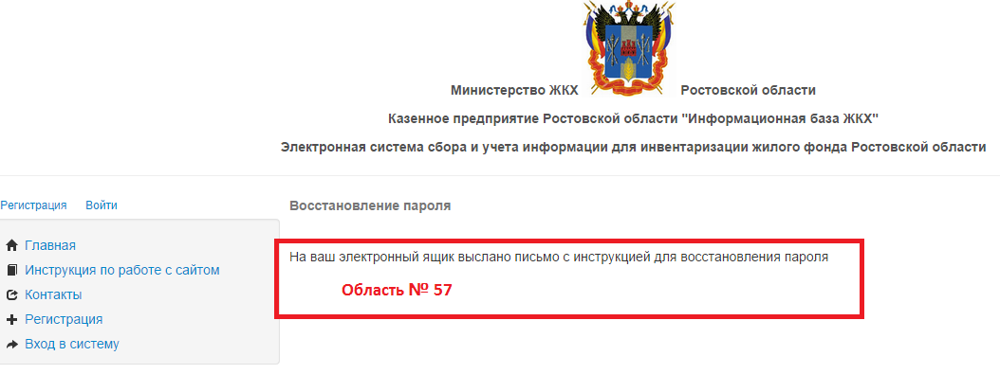 Министерство ЖКХ Ростовской области
Казенное предприятие Ростовской области "Информационная база ЖКХ"
Электронная система сбора и учета информации для инвентаризации жилого фонда Ростовской области
Регистрация Войти
Главная
Инструкция по работе с сайтом
Контакты
Регистрация
Вход в систему
Восстановление пароля
На ваш электронный ящик выслано письмо с инструкцией для восстановления пароля
Область № 57